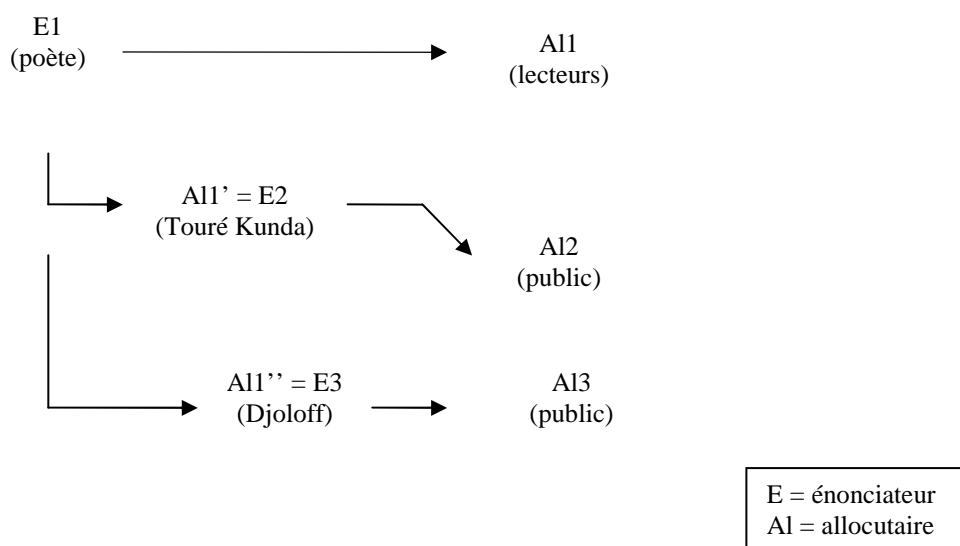 E1
(poète)
Al1
(lecteurs)
Al1’ = E2
(Touré Kunda)
Al2
(public)
Al1’’ = E3
(Djoloff)
Al3
(public)
E = énonciateur
Al = allocutaire